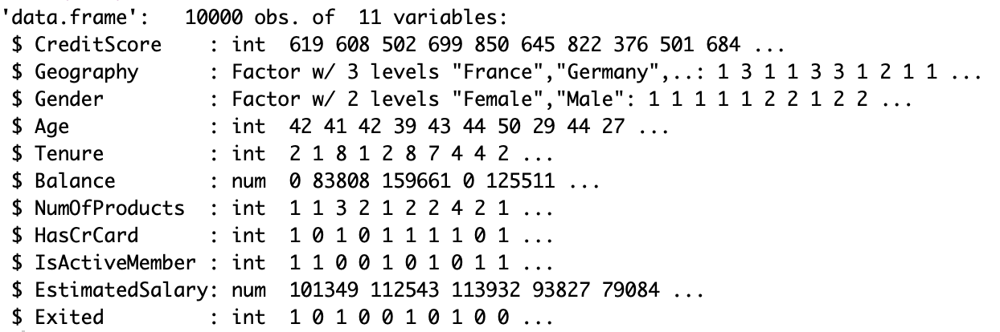 'data.frame':   10000 obs. of  11 variables:
 $ CreditScore    : int  619 608 502 699 850 645 822 376 501 684 ...
 $ Geography      : Factor w/ 3 levels "France","Germany",..: 1 3 1 1 3 3 1 2 1 1 ...
 $ Gender         : Factor w/ 2 levels "Female","Male": 1 1 1 1 1 2 2 1 2 2 ...
 $ Age            : int  42 41 42 39 43 44 50 29 44 27 ...
 $ Tenure         : int  2 1 8 1 2 8 7 4 4 2 ...
 $ Balance        : num  0 83808 159661 0 125511 ...
 $ NumOfProducts  : int  1 1 3 2 1 2 2 4 2 1 ...
 $ HasCrCard      : int  1 0 1 0 1 1 1 1 0 1 ...
 $ IsActiveMember : int  1 1 0 0 1 0 1 0 1 1 ...
 $ EstimatedSalary: num  101349 112543 113932 93827 79084 ...
 $ Exited         : int  1 0 1 0 0 1 0 1 0 0 ...